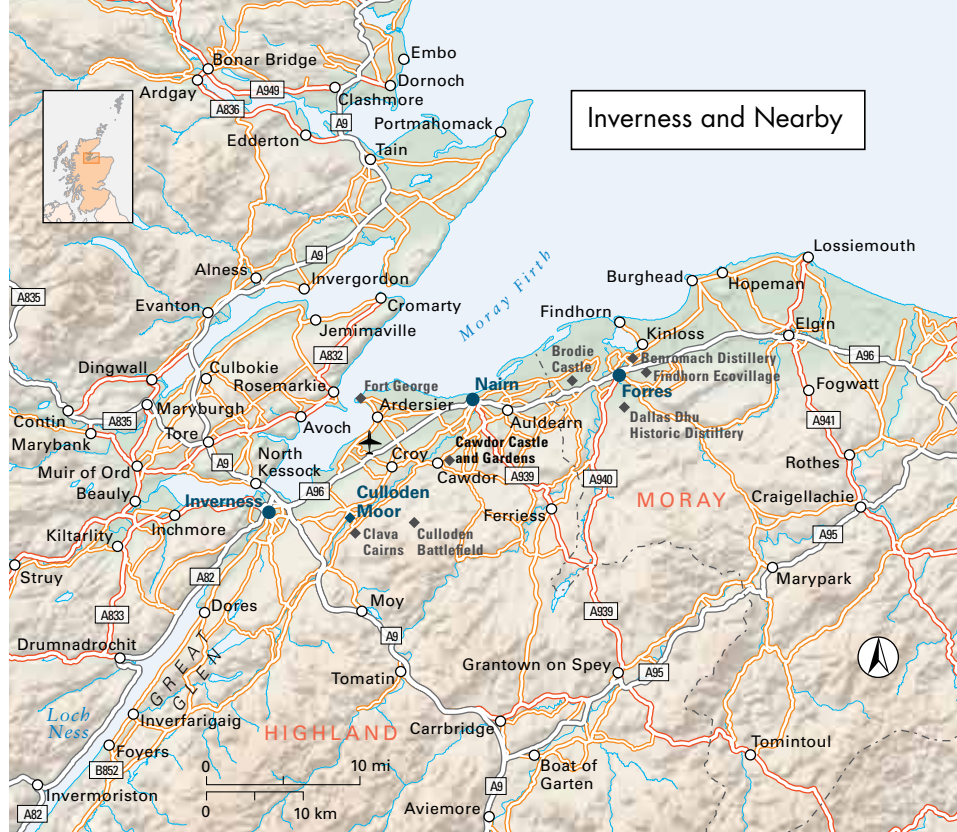 Embo
Bonar Bridge
Dornoch
Ardgay
A949
Clashmore
A836
A9
Portmahomack
Inverness and Nearby
Edderton
Tain
A9
Lossiemouth
Alness
Invergordon
Moray Firth
Burghead
Hopeman
A835
Evanton
Cromarty
Findhorn
Jemimaville
Kinloss
Elgin
A832
Brodie
Castle
Benromach Distillery
A96
Dingwall
Culbokie
Findhorn Ecovillage
Rosemarkie
Fort George
Nairn
Forres
Fogwatt
Contin
A835
Maryburgh
Ardersier
Auldearn
Dallas Dhu
Historic Distillery
A941
Marybank
Tore
Avoch
Cawdor Castle
and Gardens
Croy
North
Kessock
A9
Rothes
Muir of Ord
Cawdor
A939
A940
Beauly
Inverness
A96
Culloden
Moor
MORAY
Craigellachie
Inchmore
Ferriess
Kiltarlity
Clava
Cairns
Culloden
Battlefield
A95
Struy
A82
Marypark
A833
Dores
Moy
A939
Drumnadrochit
A9
GREAT
GLEN
Grantown on Spey
A95
Tomatin
Loch
Ness
Inverfarigaig
HIGHLAND
Carrbridge
Foyers
Tomintoul
B852
0
10 mi
Boat of
Garten
Invermoriston
0
10 km
A9
A82
Aviemore